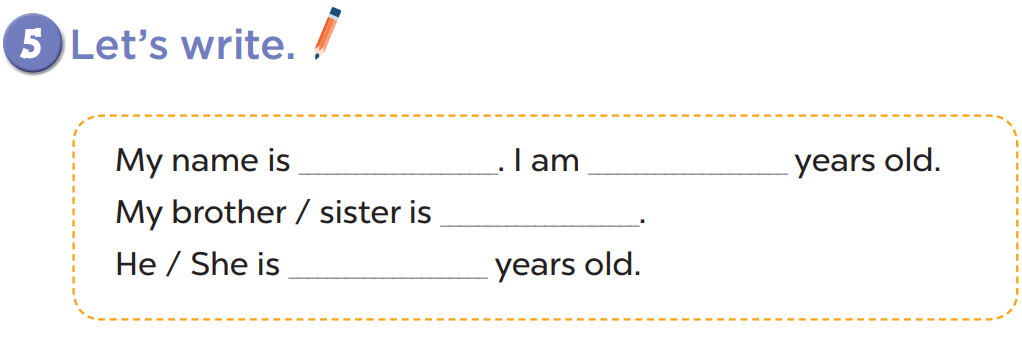 5 Let's write.
My name is ____________. I am ____________ years old.
My brother / sister is ____________.
He / She is ____________ years old.